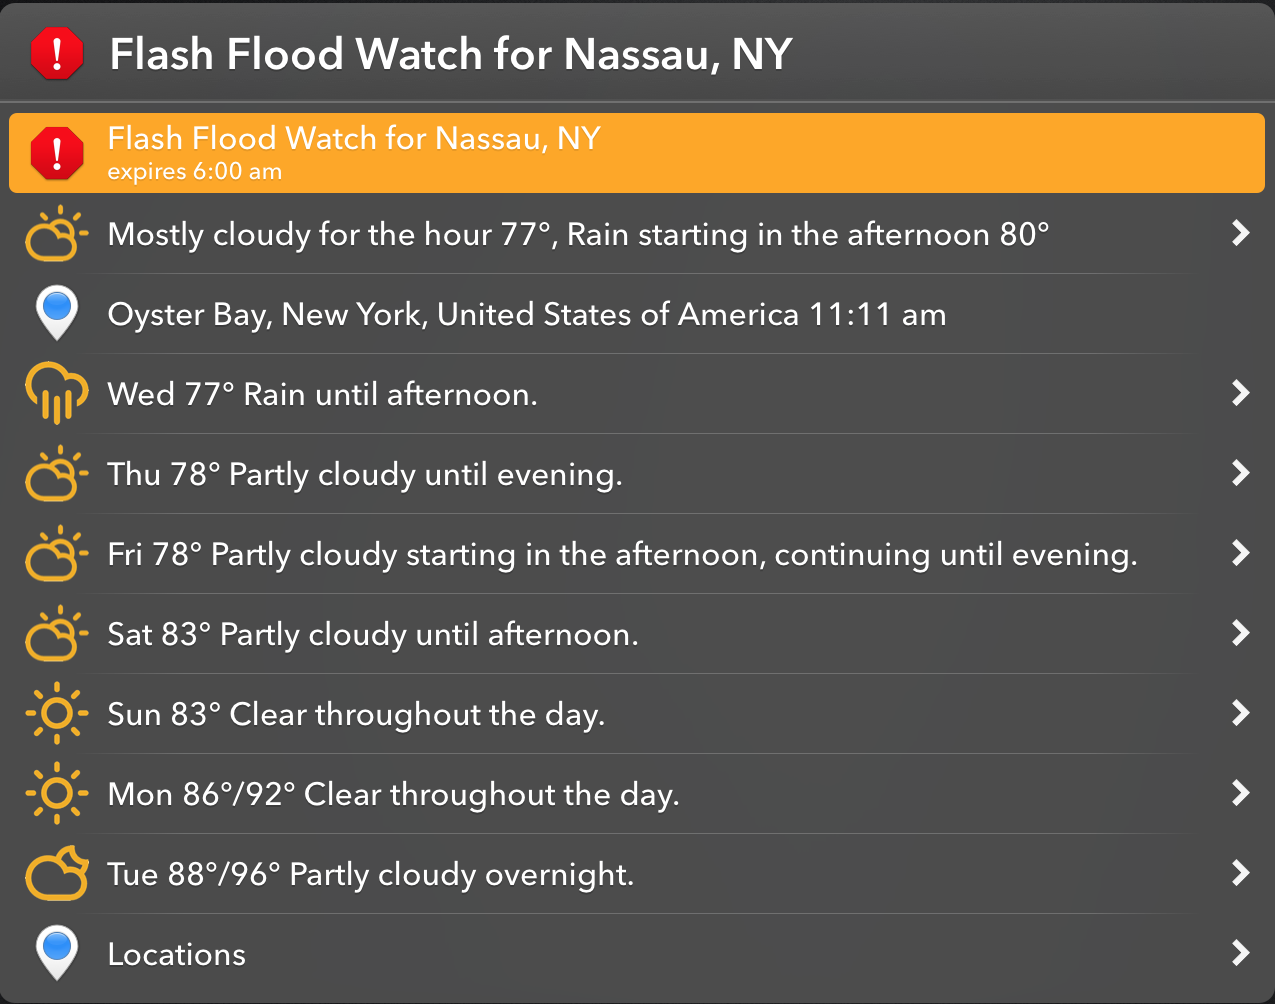 Flash Flood Watch for Nassau, NY
Flash Flood Watch for Nassau, NY
expires 6:00 am
Mostly cloudy for the hour 77°, Rain starting in the afternoon 80°
Oyster Bay, New York, United States of America 11:11 am
Wed 77° Rain until afternoon.
Thu 78° Partly cloudy until evening.
Fri 78° Partly cloudy starting in the afternoon, continuing until evening.
Sat 83° Partly cloudy until afternoon.
Sun 83° Clear throughout the day.
Mon 86°/92° Clear throughout the day.
Tue 88°/96° Partly cloudy overnight.
Locations